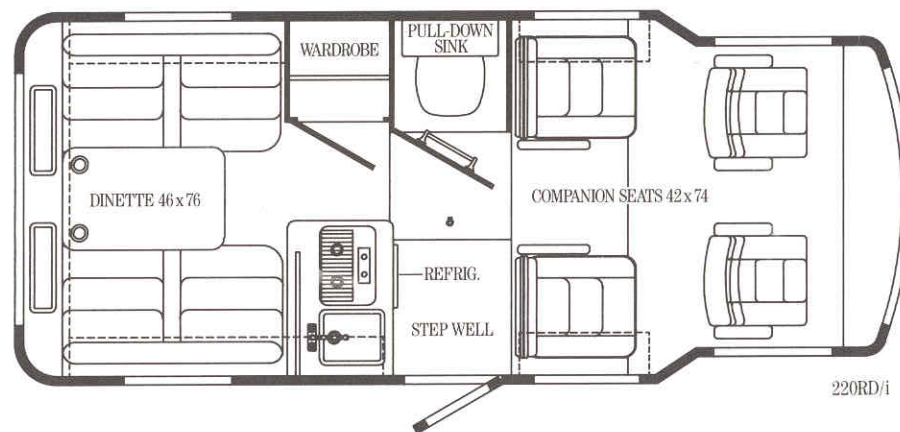 PULL-DOWN
SINK
WARDROBE
DINETTE 46 x 76
COMPANION SEATS 42 x 74
REFRIG.
STEP WELL
220RD/i